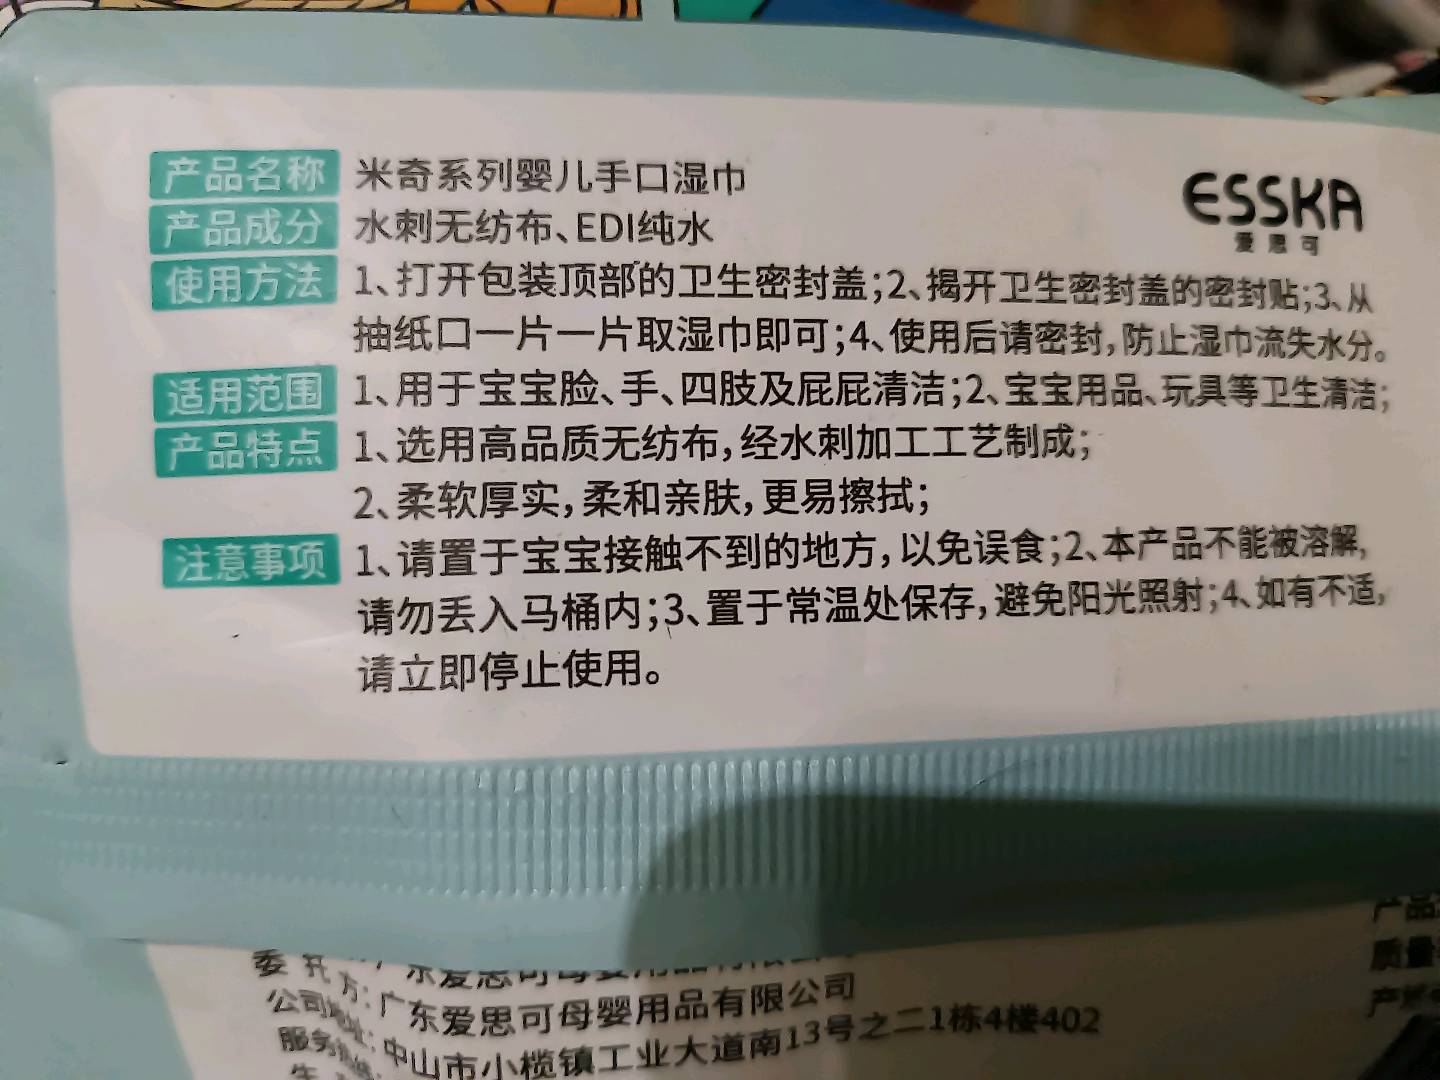 产品名称 米奇系列婴儿手口湿巾
ESSKA
爱思可
产品成分 水刺无纺布、EDI纯水
使用方法 1、打开包装顶部的卫生密封盖;2、揭开卫生密封盖的密封贴;3、从
抽纸口一片一片取湿巾即可;4、使用后请密封,防止湿巾流失水分。
适用范围 1、用于宝宝脸、手、四肢及屁屁清洁;2、宝宝用品、玩具等卫生清洁;
产品特点 1、选用高品质无纺布,经水刺加工工艺制成;
2、柔软厚实,柔和亲肤,更易擦拭;
注意事项 1、请置于宝宝接触不到的地方,以免误食;2、本产品不能被溶解,
请勿丢入马桶内;3、置于常温处保存,避免阳光照射;4、如有不适,
请立即停止使用。
委托方:广东爱思可母婴用品有限公司
公司地址:中山市小榄镇工业大道南13号之二1栋4楼402
服务热线:
产品
质量